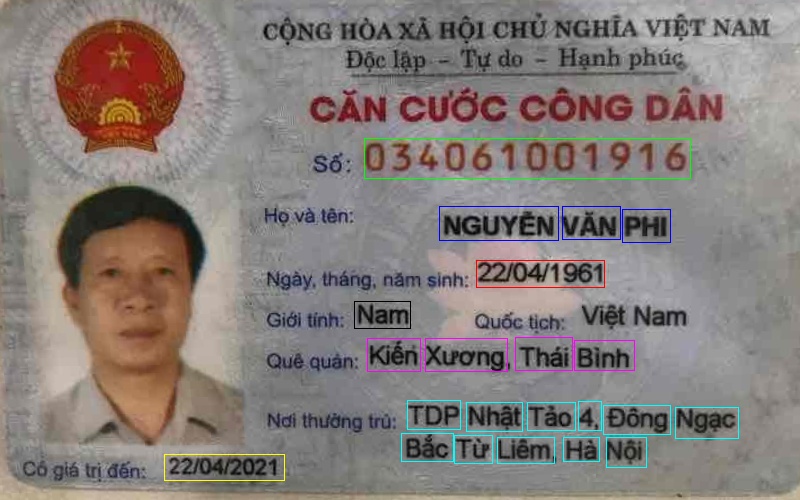 CỘNG HÒA XÃ HỘI CHỦ NGHĨA VIỆT NAM
Độc lập – Tự do – Hạnh phúc
CĂN CƯỚC CÔNG DÂN
Số: 034061001916
Họ và tên: NGUYỄN VĂN PHI
Ngày, tháng, năm sinh: 22/04/1961
Giới tính: Nam Quốc tịch: Việt Nam
Quê quán: Kiến Xương, Thái Bình
Nơi thường trú: TDP Nhật Tảo 4, Đông Ngạc
Bắc Từ Liêm, Hà Nội
Có giá trị đến: 22/04/2021